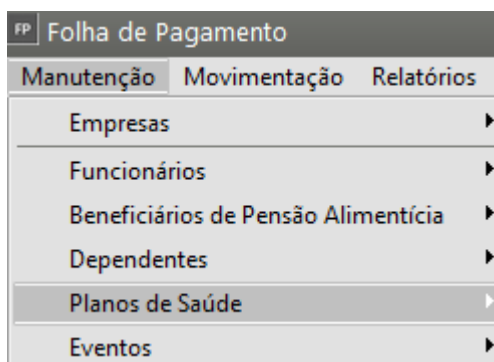 FP Folha de Pagamento
Manutenção Movimentação Relatórios
Empresas
Funcionários
Beneficiários de Pensão Alimentícia
Dependentes
Planos de Saúde
Eventos